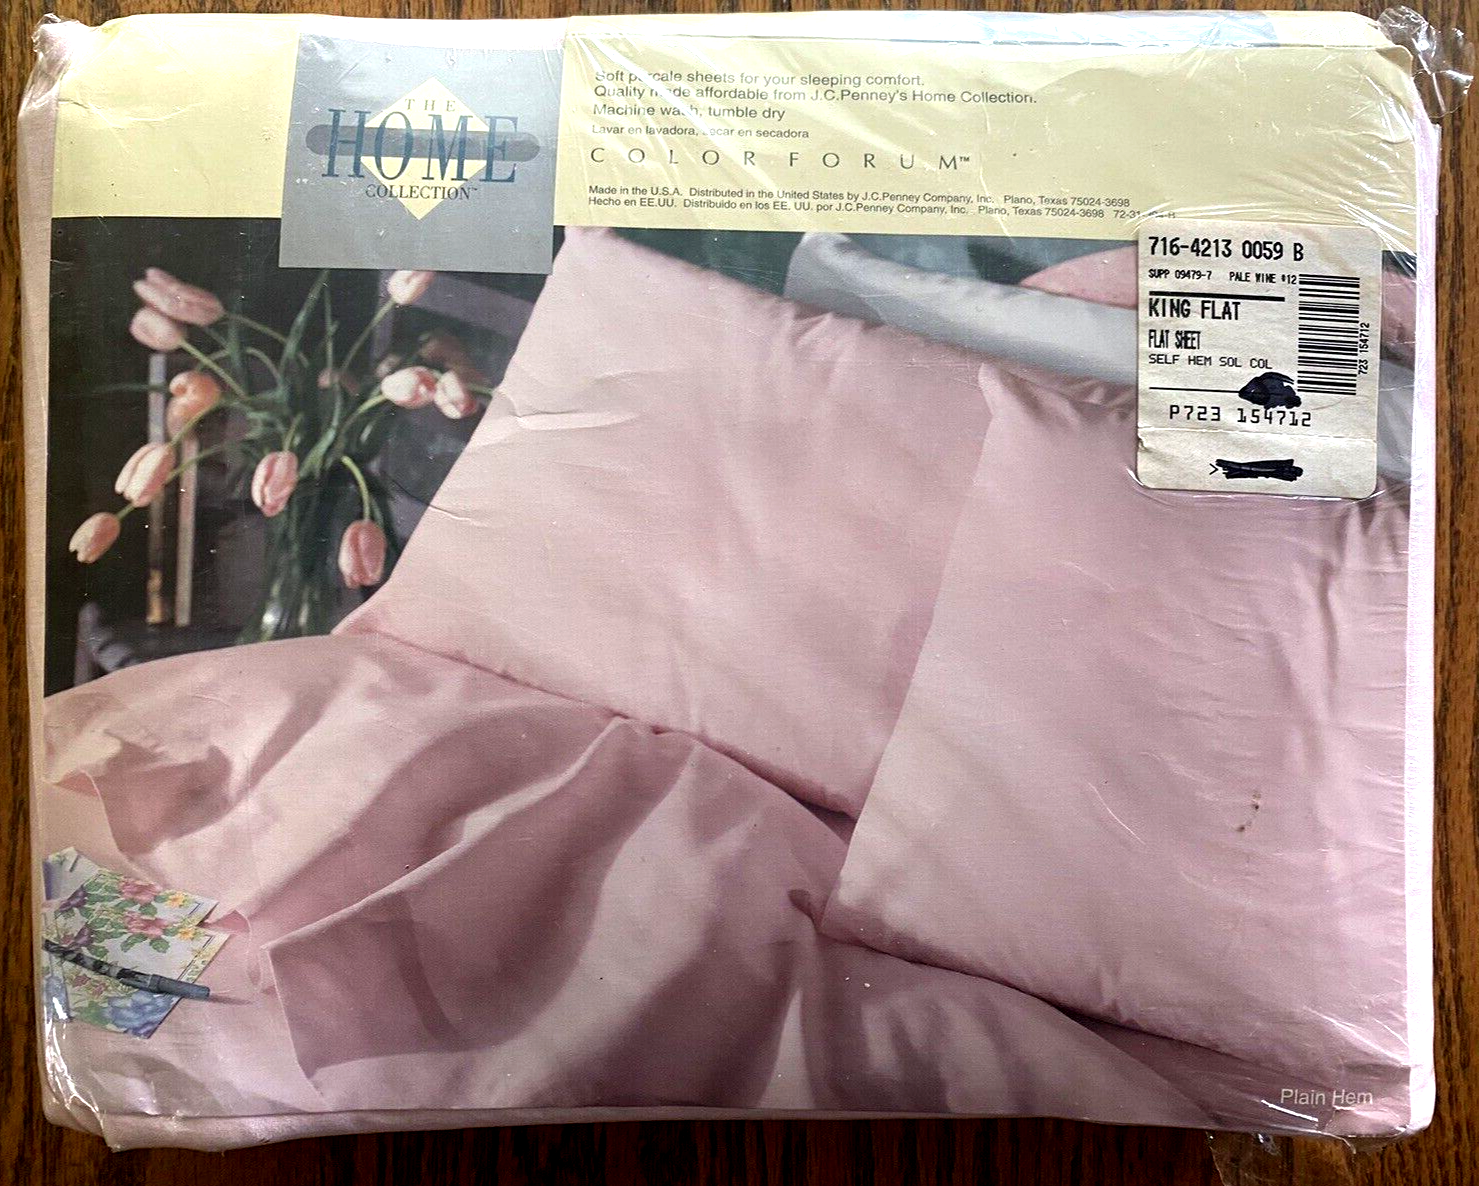 THE
HOME
COLLECTION™
Soft percale sheets for your sleeping comfort.
Quality made affordable from J.C.Penney's Home Collection.
Machine wash, tumble dry
Lavar en lavadora, secar en secadora
COLOR FORUM™
Made in the U.S.A. Distributed in the United States by J.C.Penney Company, Inc. Plano, Texas 75024-3698
Hecho en EE.UU. Distribuido en los EE. UU. por J.C.Penney Company, Inc. Plano, Texas 75024-3698
716-4213 0059 B
SUPP 09479-7 PALE WINE #12
KING FLAT
FLAT SHEET
SELF HEM SOL COL
723 154712
P723 154712
Plain Hem